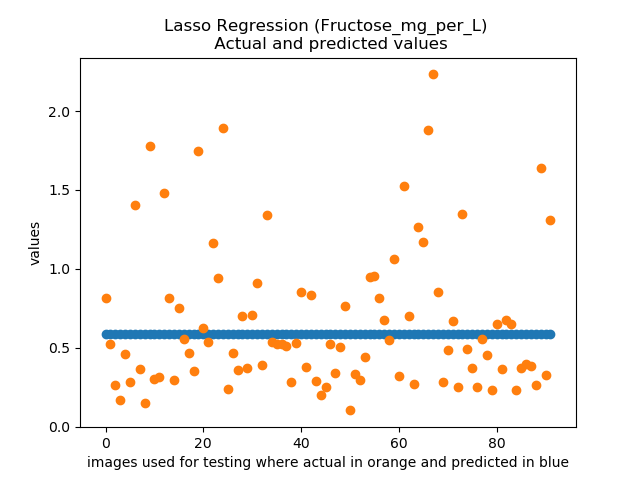 Lasso Regression (Fructose_mg_per_L)
Actual and predicted values
2.0
1.5
1.0
0.5
0.0
values
0 20 40 60 80
images used for testing where actual in orange and predicted in blue